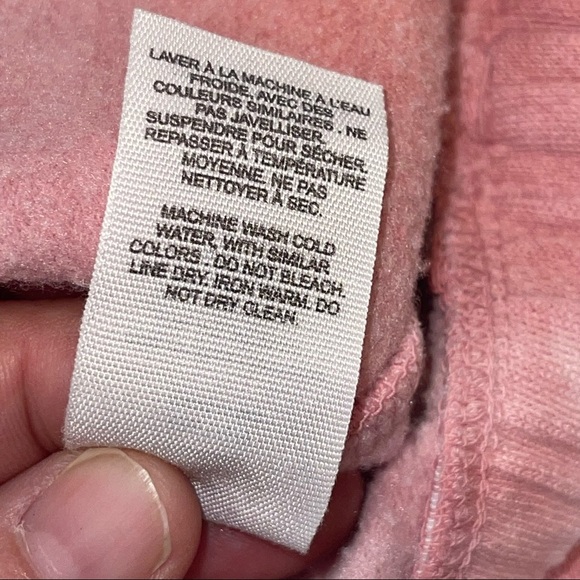 LAVER À LA MACHINE À L'EAU
FROIDE, AVEC DES
COULEURS SIMILAIRES . NE
PAS JAVELLISER.
SUSPENDRE POUR SÉCHER.
REPASSER À TEMPÉRATURE
MOYENNE. NE PAS
NETTOYER À SEC.
MACHINE WASH COLD
WATER, WITH SIMILAR
COLORS . DO NOT BLEACH.
LINE DRY. IRON WARM. DO
NOT DRY CLEAN.